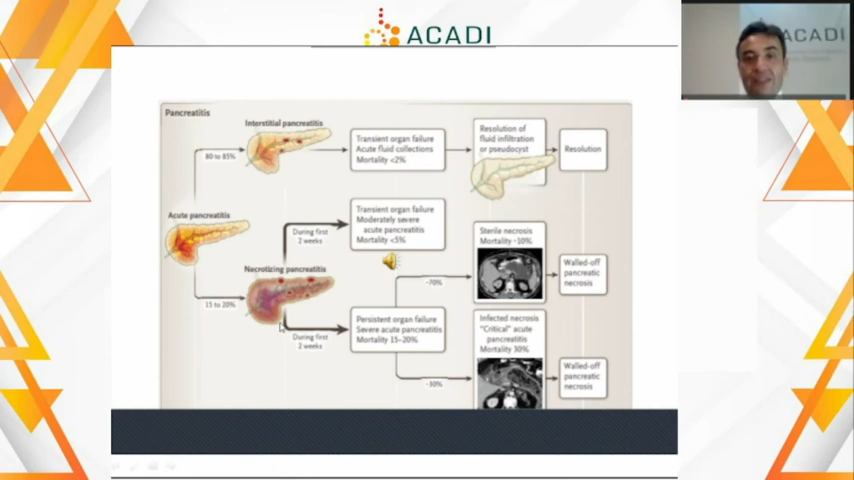 ACADI
ACADI
Pancreatitis
Interstitial pancreatitis
80 to 85%
Transient organ failure
Acute fluid collections
Mortality <2%
Resolution of
fluid infiltration
or pseudocyst
Resolution
Acute pancreatitis
During first
2 weeks
Transient organ failure
Moderately severe
acute pancreatitis
Mortality <5%
Sterile necrosis
Mortality ~10%
Walled-off
pancreatic
necrosis
Necrotizing pancreatitis
15 to 20%
~70%
During first
2 weeks
Persistent organ failure
Severe acute pancreatitis
Mortality 15–20%
Infected necrosis
"Critical" acute
pancreatitis
Mortality 30%
~30%
Walled-off
pancreatic
necrosis